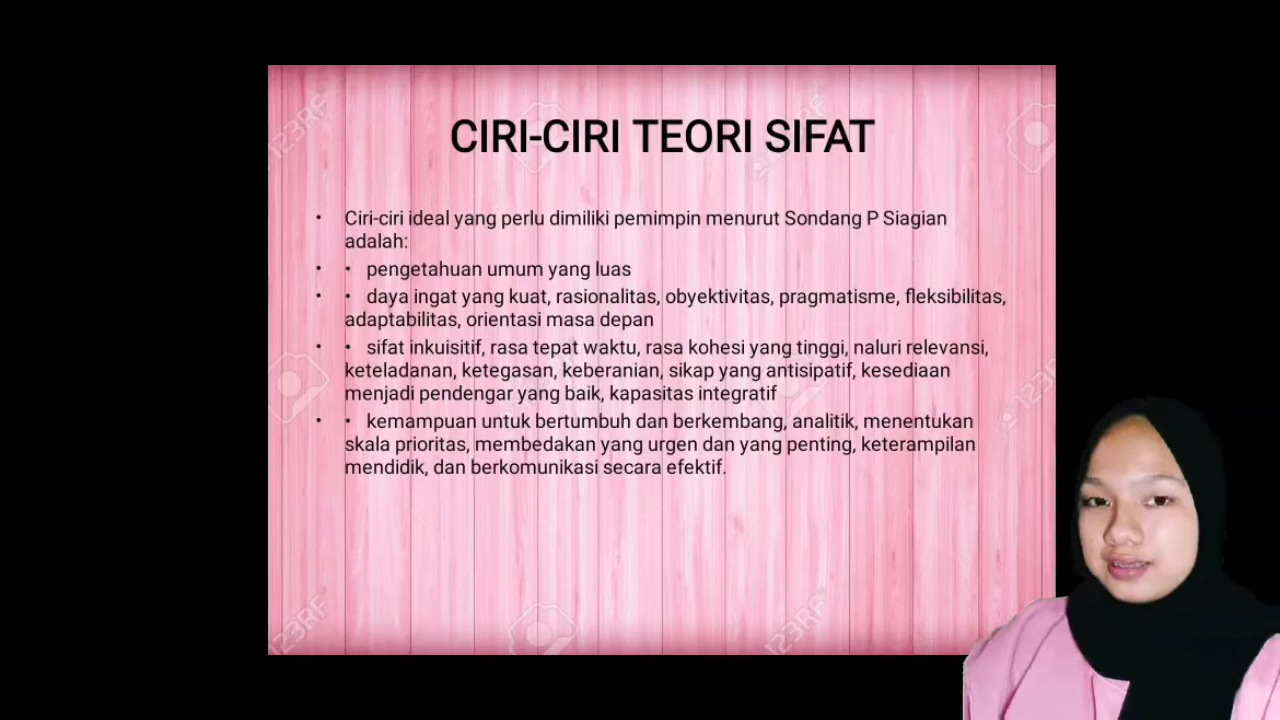 CIRI-CIRI TEORI SIFAT
• Ciri-ciri ideal yang perlu dimiliki pemimpin menurut Sondang P Siagian
adalah:
• • pengetahuan umum yang luas
• • daya ingat yang kuat, rasionalitas, obyektivitas, pragmatisme, fleksibilitas,
adaptabilitas, orientasi masa depan
• • sifat inkuisitif, rasa tepat waktu, rasa kohesi yang tinggi, naluri relevansi,
keteladanan, ketegasan, keberanian, sikap yang antisipatif, kesediaan
menjadi pendengar yang baik, kapasitas integratif
• • kemampuan untuk bertumbuh dan berkembang, analitik, menentukan
skala prioritas, membedakan yang urgen dan yang penting, keterampilan
mendidik, dan berkomunikasi secara efektif.
123RF
123RF
123RF
123RF